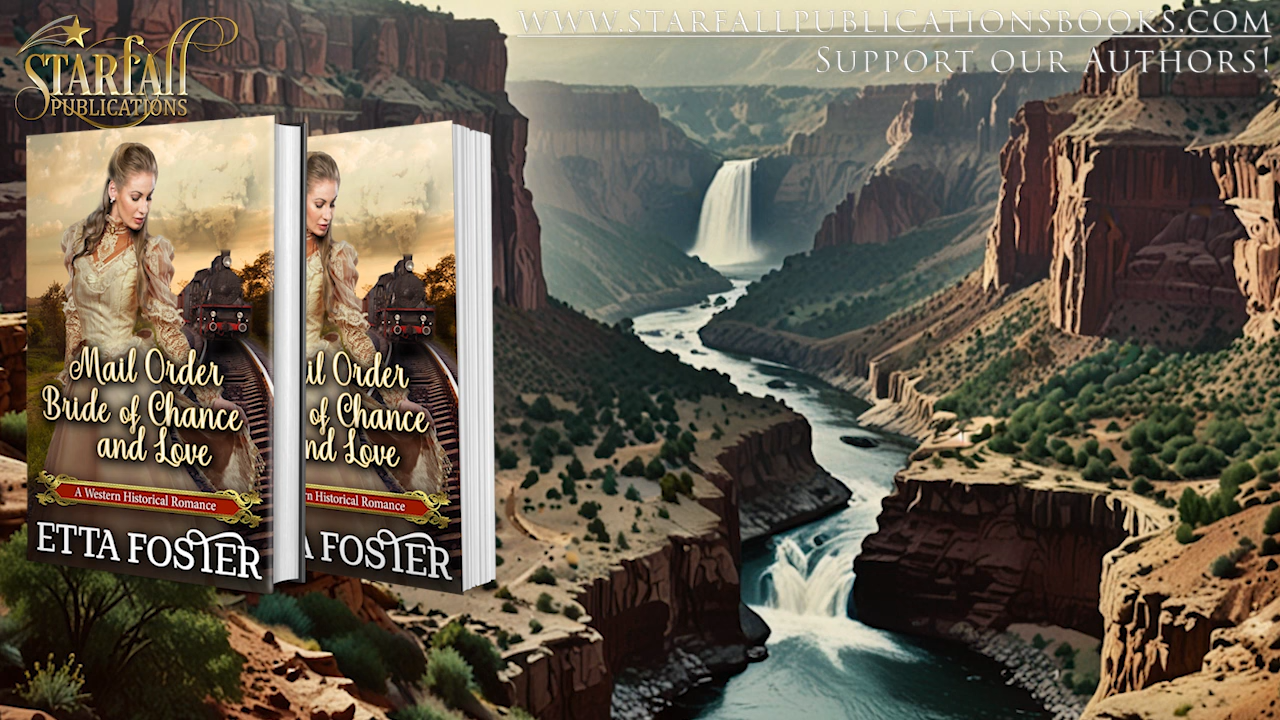 STARfall
PUBLICATIONS
www.starfallpublicationsbooks.com
Support our Authors!
Mail Order
Bride of Chance
and Love
A Western Historical Romance
ETTA FOSTER
il Order
of Chance
nd Love
rn Historical Romance
A FOSTER